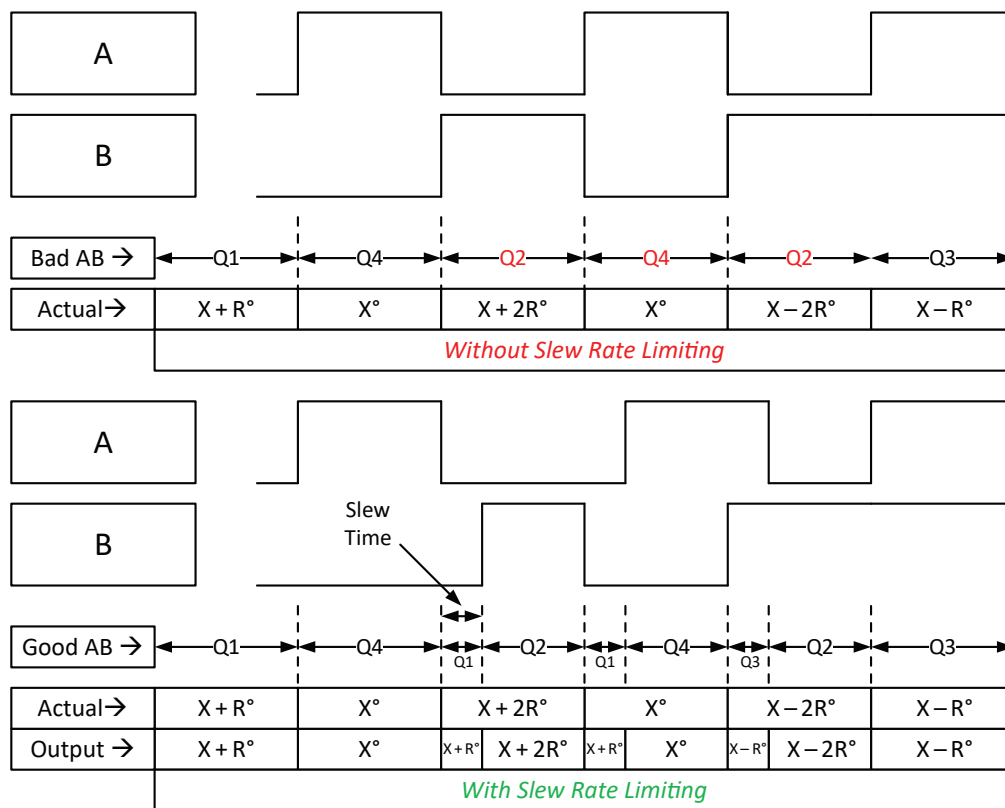 A
B
Bad AB → Q1 Q4 Q2 Q4 Q2 Q3
Actual→ X + R° X° X + 2R° X° X – 2R° X – R°
Without Slew Rate Limiting
A
Slew
Time
B
Good AB → Q1 Q4 Q1 Q2 Q1 Q4 Q3 Q2 Q3
Actual→ X + R° X° X + 2R° X° X – 2R° X – R°
Output → X + R° X° X + R° X + 2R° X + R° X° X – R° X – 2R° X – R°
With Slew Rate Limiting